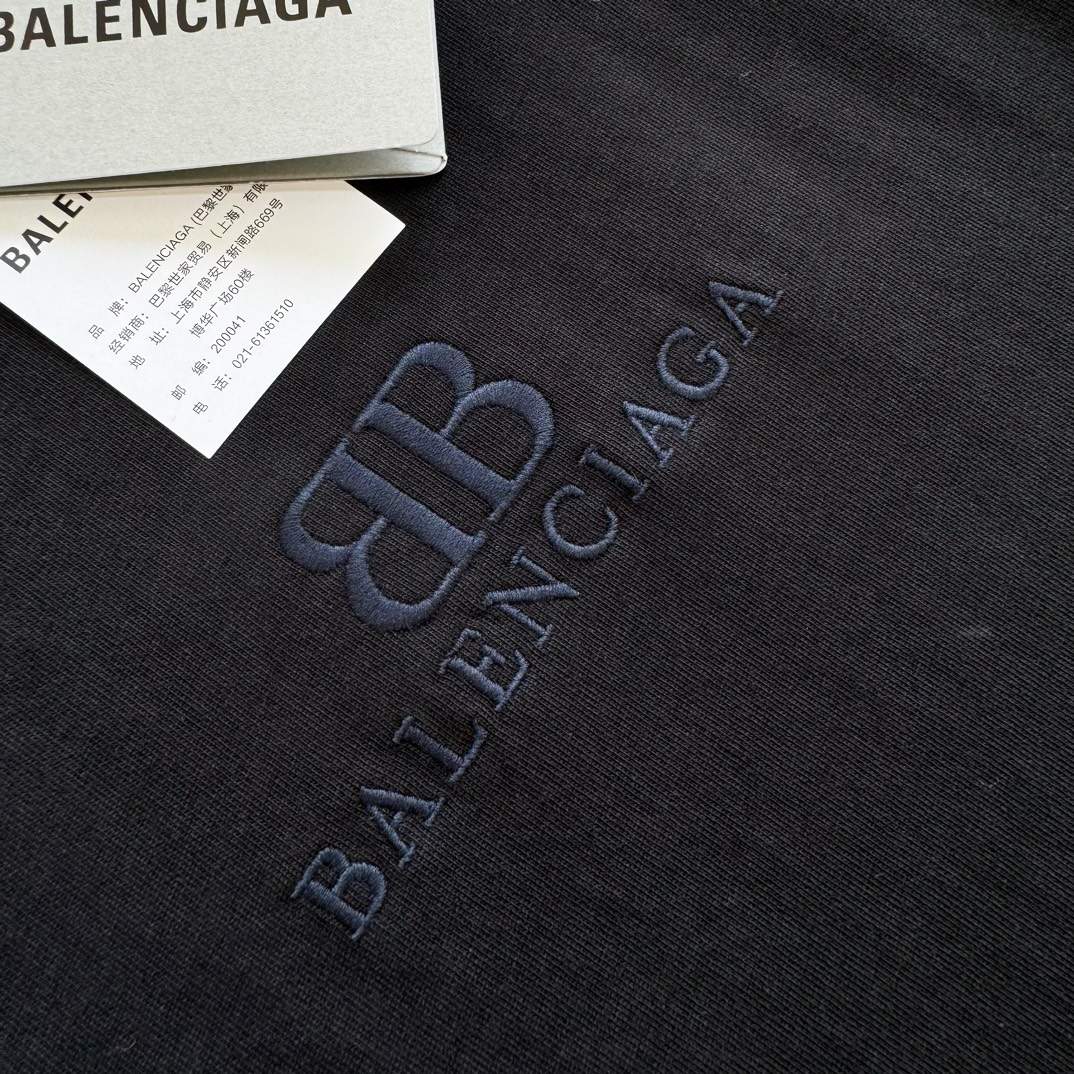 BALENCIAGA
品 牌：BALENCIAGA (巴黎世家
经销商：巴黎世家贸易（上海）有限
地 址：上海市静安区新闸路669号
博华广场60楼
邮 编：200041
电 话：021-61361510
BB
BALENCIAGA